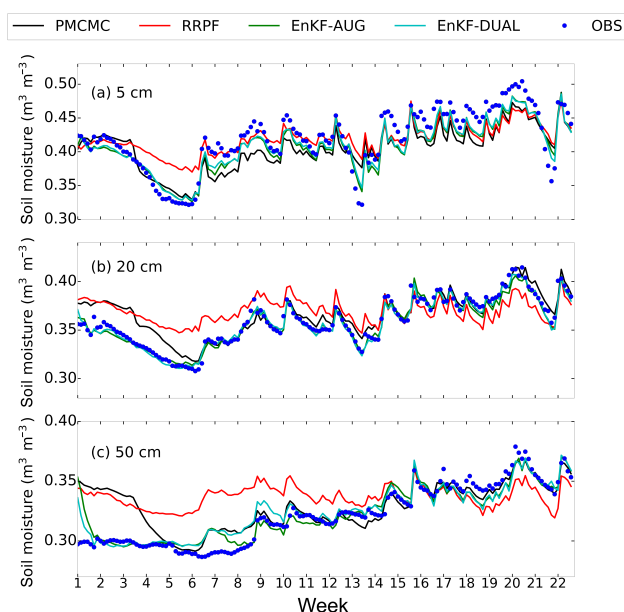 PMCMC RRPF EnKF-AUG EnKF-DUAL OBS
(a) 5 cm
Soil moisture (m³ m⁻³)
0.50
0.45
0.40
0.35
0.30
(b) 20 cm
Soil moisture (m³ m⁻³)
0.40
0.35
0.30
(c) 50 cm
Soil moisture (m³ m⁻³)
0.40
0.35
0.30
1 2 3 4 5 6 7 8 9 10 11 12 13 14 15 16 17 18 19 20 21 22
Week